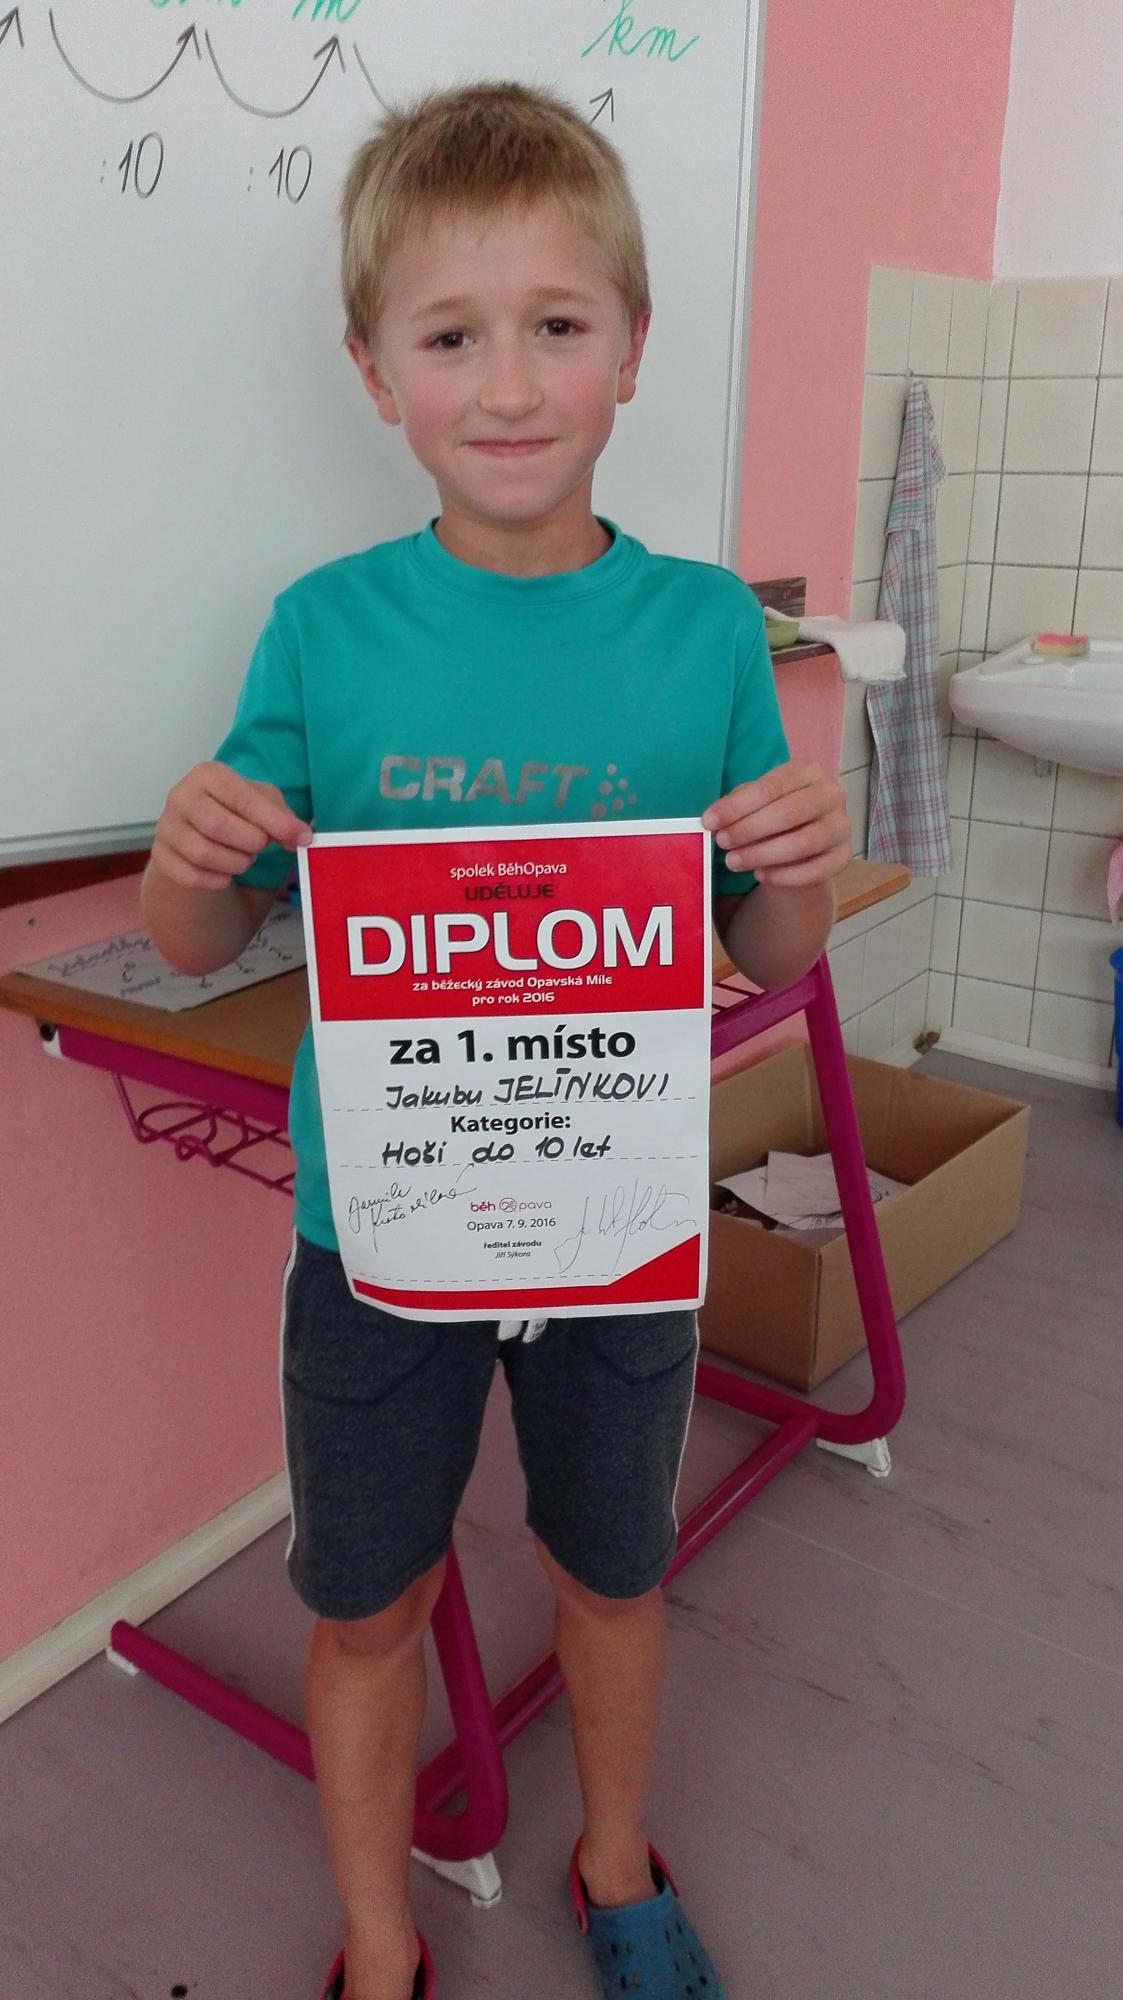 m
km
:10 :10
CRAFT
spolek BěhOpava
UDĚLUJE
DIPLOM
za běžecký závod Opavská Míle
pro rok 2016
za 1. místo
Jakubu JELÍNKOVI
Kategorie:
Hoši do 10 let
běh Opava
Opava 7. 9. 2016
ředitel závodu
Jiří Sýkora